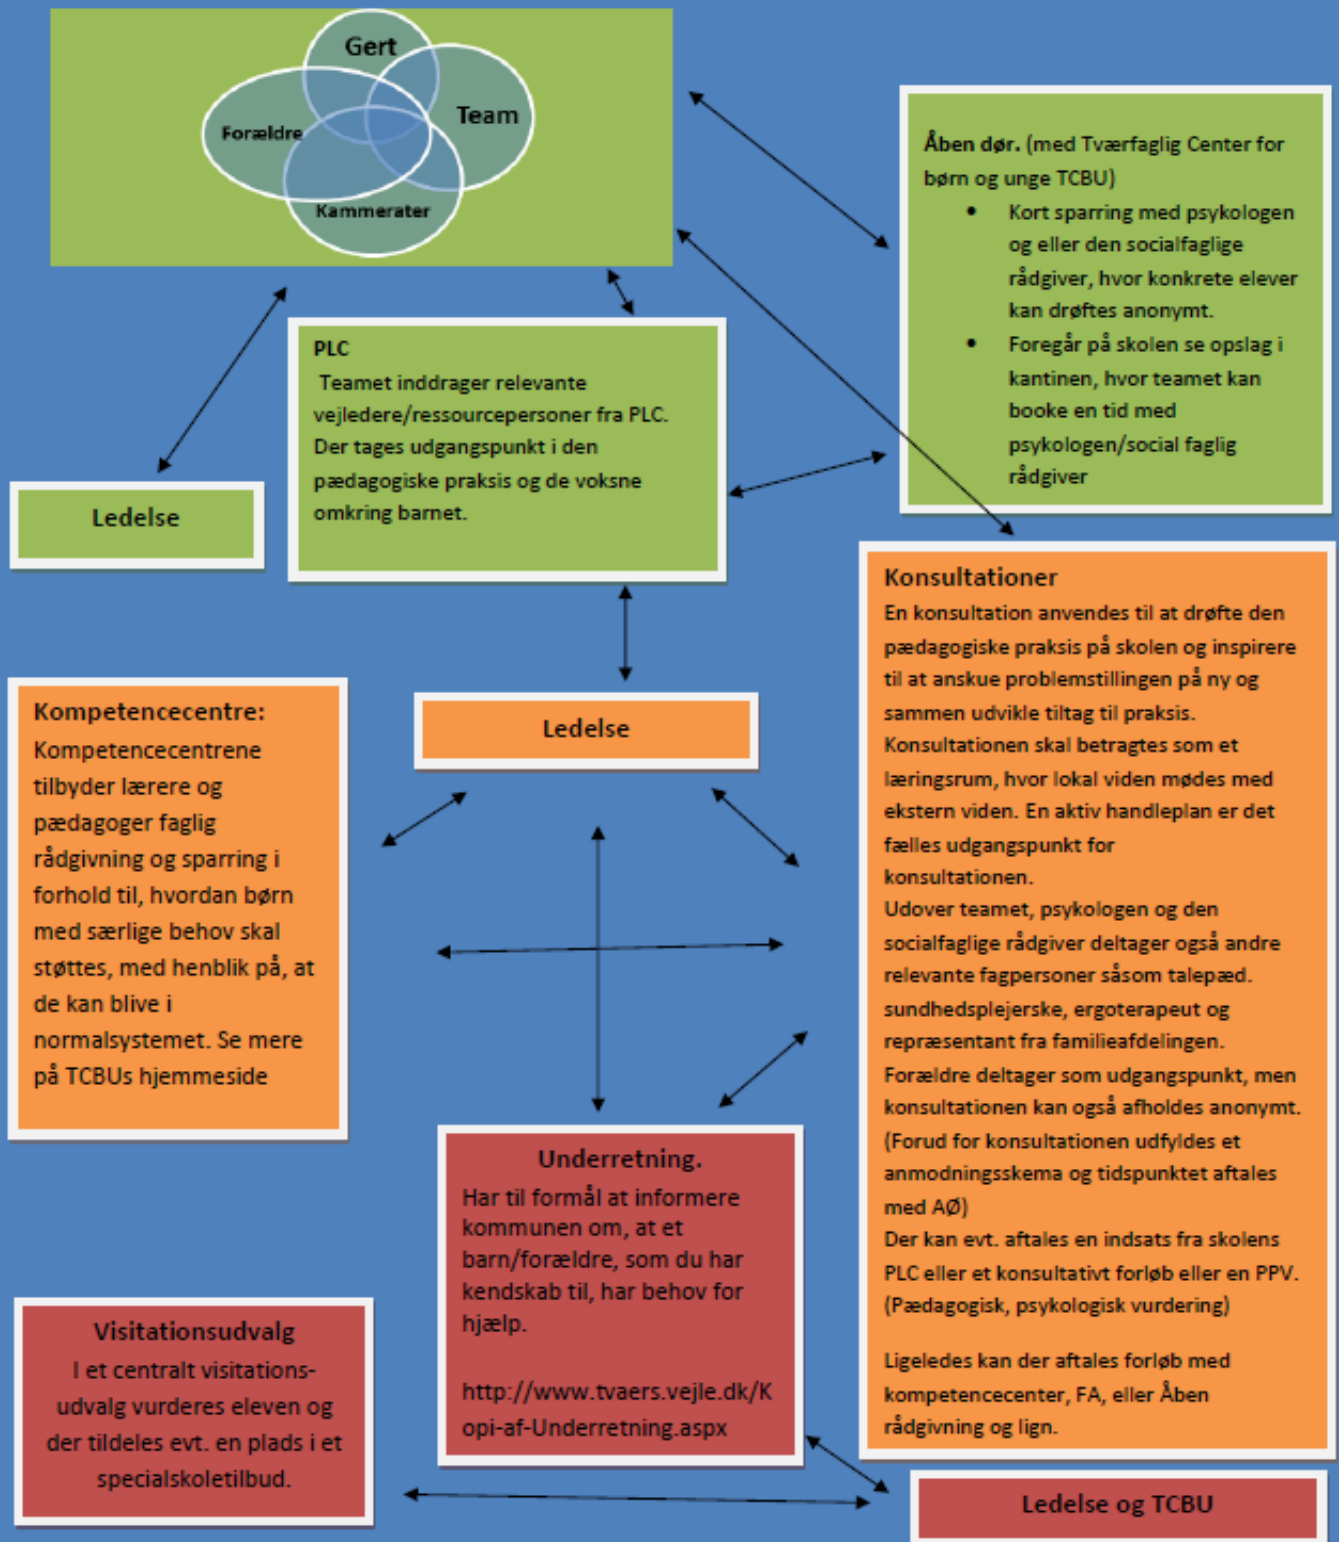 Gert
Team
Forældre
Kammerater
Åben dør. (med Tværfaglig Center for
børn og unge TCBU)
• Kort sparring med psykologen
og eller den socialfaglige
rådgiver, hvor konkrete elever
kan drøftes anonymt.
• Foregår på skolen se opslag i
kantinen, hvor teamet kan
booke en tid med
psykologen/social faglig
rådgiver
PLC
Teamet inddrager relevante
vejledere/ressourcepersoner fra PLC.
Der tages udgangspunkt i den
pædagogiske praksis og de voksne
omkring barnet.
Ledelse
Konsultationer
En konsultation anvendes til at drøfte den
pædagogiske praksis på skolen og inspirere
til at anskue problemstillingen på ny og
sammen udvikle tiltag til praksis.
Konsultationen skal betragtes som et
læringsrum, hvor lokal viden mødes med
ekstern viden. En aktiv handleplan er det
fælles udgangspunkt for
konsultationen.
Udover teamet, psykologen og den
socialfaglige rådgiver deltager også andre
relevante fagpersoner såsom talepæd.
sundhedsplejerske, ergoterapeut og
repræsentant fra familieafdelingen.
Forældre deltager som udgangspunkt, men
konsultationen kan også afholdes anonymt.
(Forud for konsultationen udfyldes et
anmodningsskema og tidspunktet aftales
med AØ)
Der kan evt. aftales en indsats fra skolens
PLC eller et konsultativt forløb eller en PPV.
(Pædagogisk, psykologisk vurdering)
Ligeledes kan der aftales forløb med
kompetencecenter, FA, eller Åben
rådgivning og lign.
Kompetencecentre:
Kompetencecentrene
tilbyder lærere og
pædagoger faglig
rådgivning og sparring i
forhold til, hvordan børn
med særlige behov skal
støttes, med henblik på, at
de kan blive i
normalsystemet. Se mere
på TCBUs hjemmeside
Ledelse
Underretning.
Har til formål at informere
kommunen om, at et
barn/forældre, som du har
kendskab til, har behov for
hjælp.
http://www.tvaers.vejle.dk/K
opi-af-Underretning.aspx
Visitationsudvalg
I et centralt visitations-
udvalg vurderes eleven og
der tildeles evt. en plads i et
specialskoletilbud.
Ledelse og TCBU